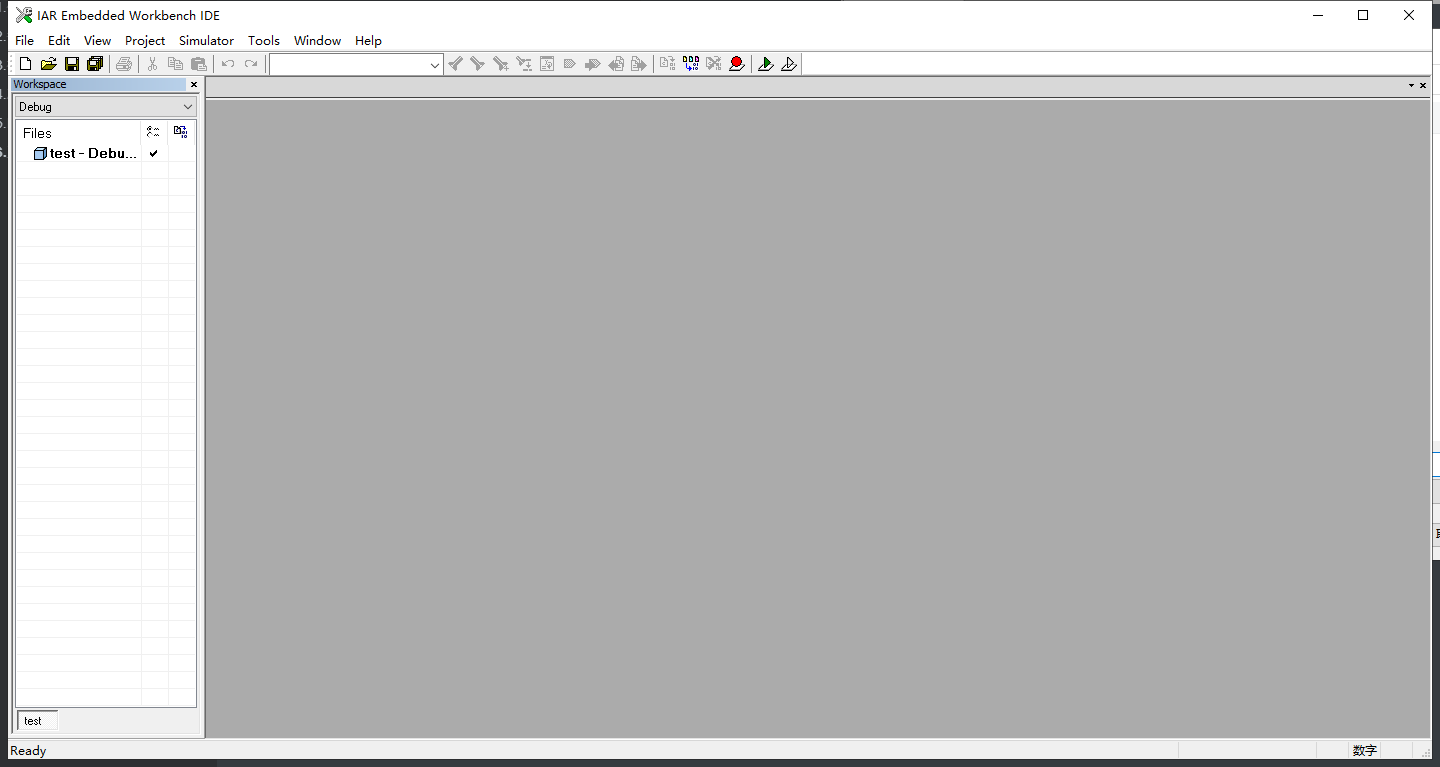 IAR Embedded Workbench IDE
File Edit View Project Simulator Tools Window Help
Workspace
Debug
Files
test - Debu...
test
Ready
数字